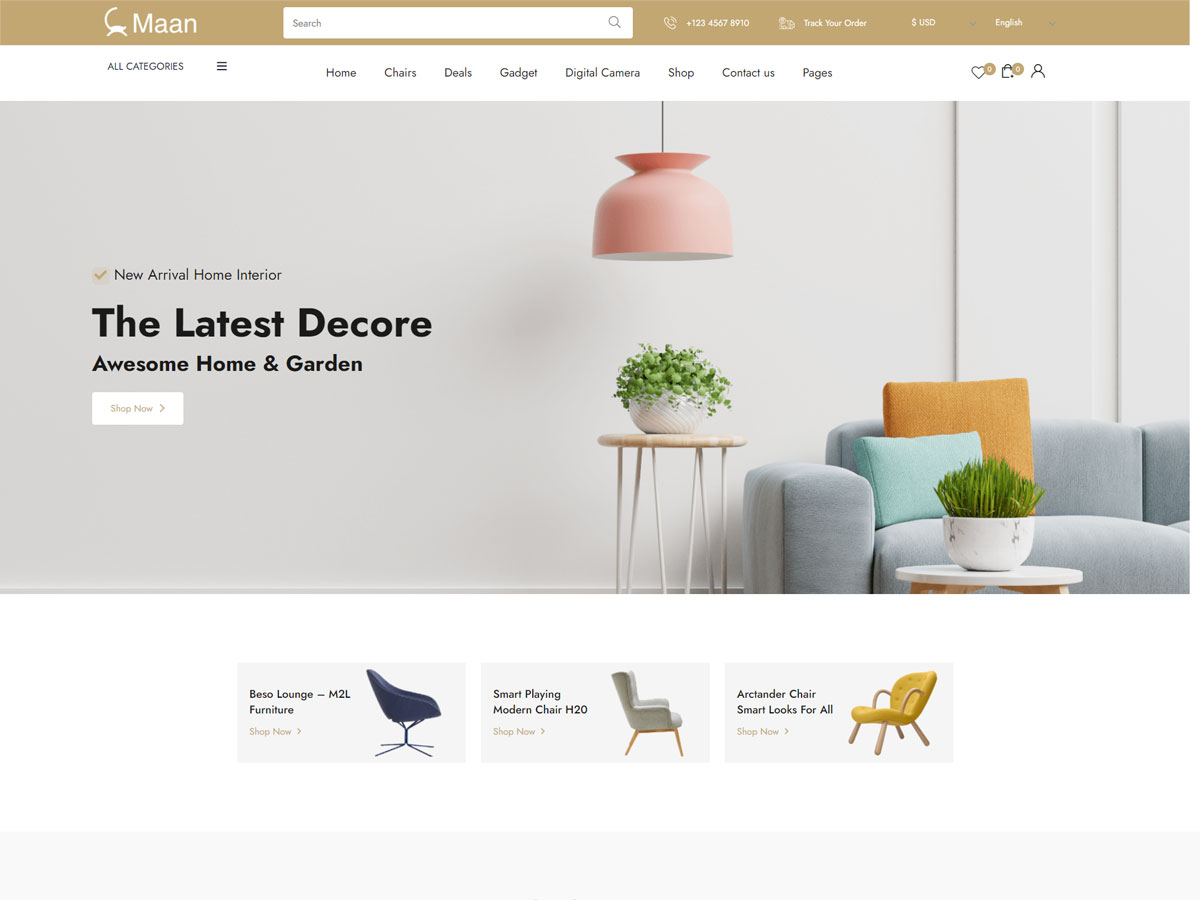 Maan
Search
+123 4567 8910
Track Your Order
$ USD
English
ALL CATEGORIES
Home
Chairs
Deals
Gadget
Digital Camera
Shop
Contact us
Pages
0
0
New Arrival Home Interior
The Latest Decore
Awesome Home & Garden
Shop Now
Beso Lounge – M2L
Furniture
Shop Now
Smart Playing
Modern Chair H20
Shop Now
Arctander Chair
Smart Looks For All
Shop Now